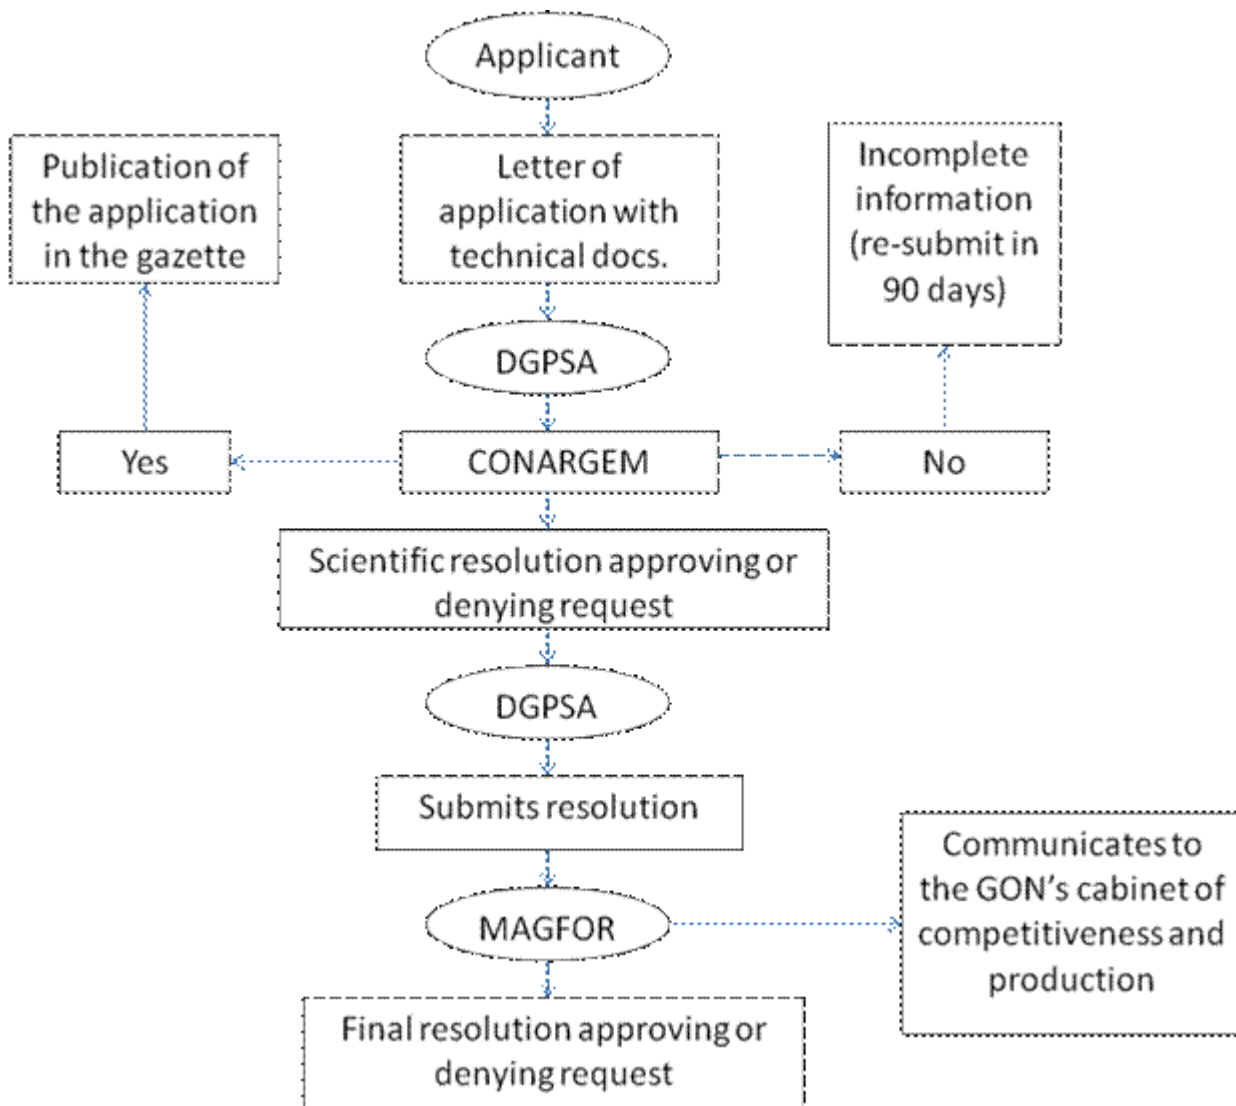 Applicant
Publication of
the application
in the gazette
Letter of
application with
technical docs.
Incomplete
information
(re-submit in
90 days)
DGPSA
Yes
CONARGEM
No
Scientific resolution approving or
denying request
DGPSA
Submits resolution
MAGFOR
Communicates to
the GON's cabinet of
competitiveness and
production
Final resolution approving or
denying request